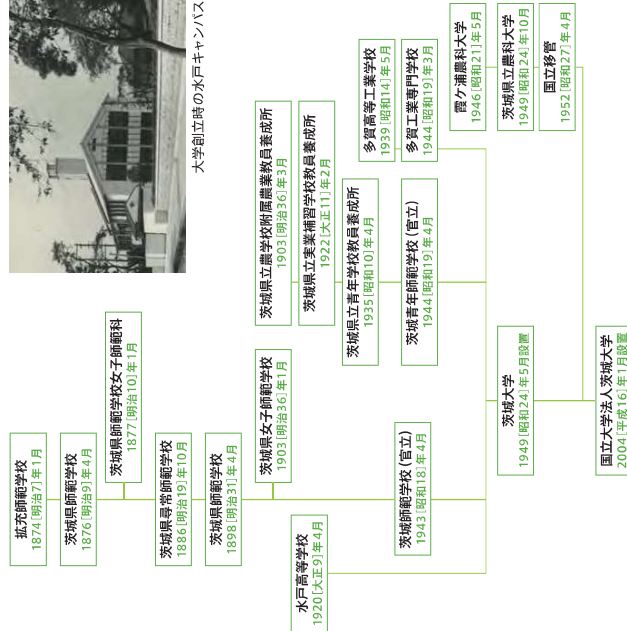 大学創立時の水戸キャンパス
拡充師範学校
1874[明治7]年1月
茨城県師範学校
1876[明治9]年4月
茨城県師範学校女子師範科
1877[明治10]年1月
茨城県尋常師範学校
1886[明治19]年10月
茨城県師範学校
1898[明治31]年4月
茨城県女子師範学校
1903[明治36]年1月
水戸高等学校
1920[大正9]年4月
茨城師範学校(官立)
1943[昭和18]年4月
茨城県立農学校附属農業教員養成所
1903[明治36]年3月
茨城県立実業補習学校教員養成所
1922[大正11]年2月
茨城県立青年学校教員養成所
1935[昭和10]年4月
茨城青年師範学校(官立)
1944[昭和19]年4月
多賀高等工業学校
1939[昭和14]年5月
多賀工業専門学校
1944[昭和19]年3月
霞ケ浦農科大学
1946[昭和21]年5月
茨城県立農科大学
1949[昭和24]年10月
国立移管
1952[昭和27]年4月
茨城大学
1949[昭和24]年5月設置
国立大学法人茨城大学
2004[平成16]年1月設置